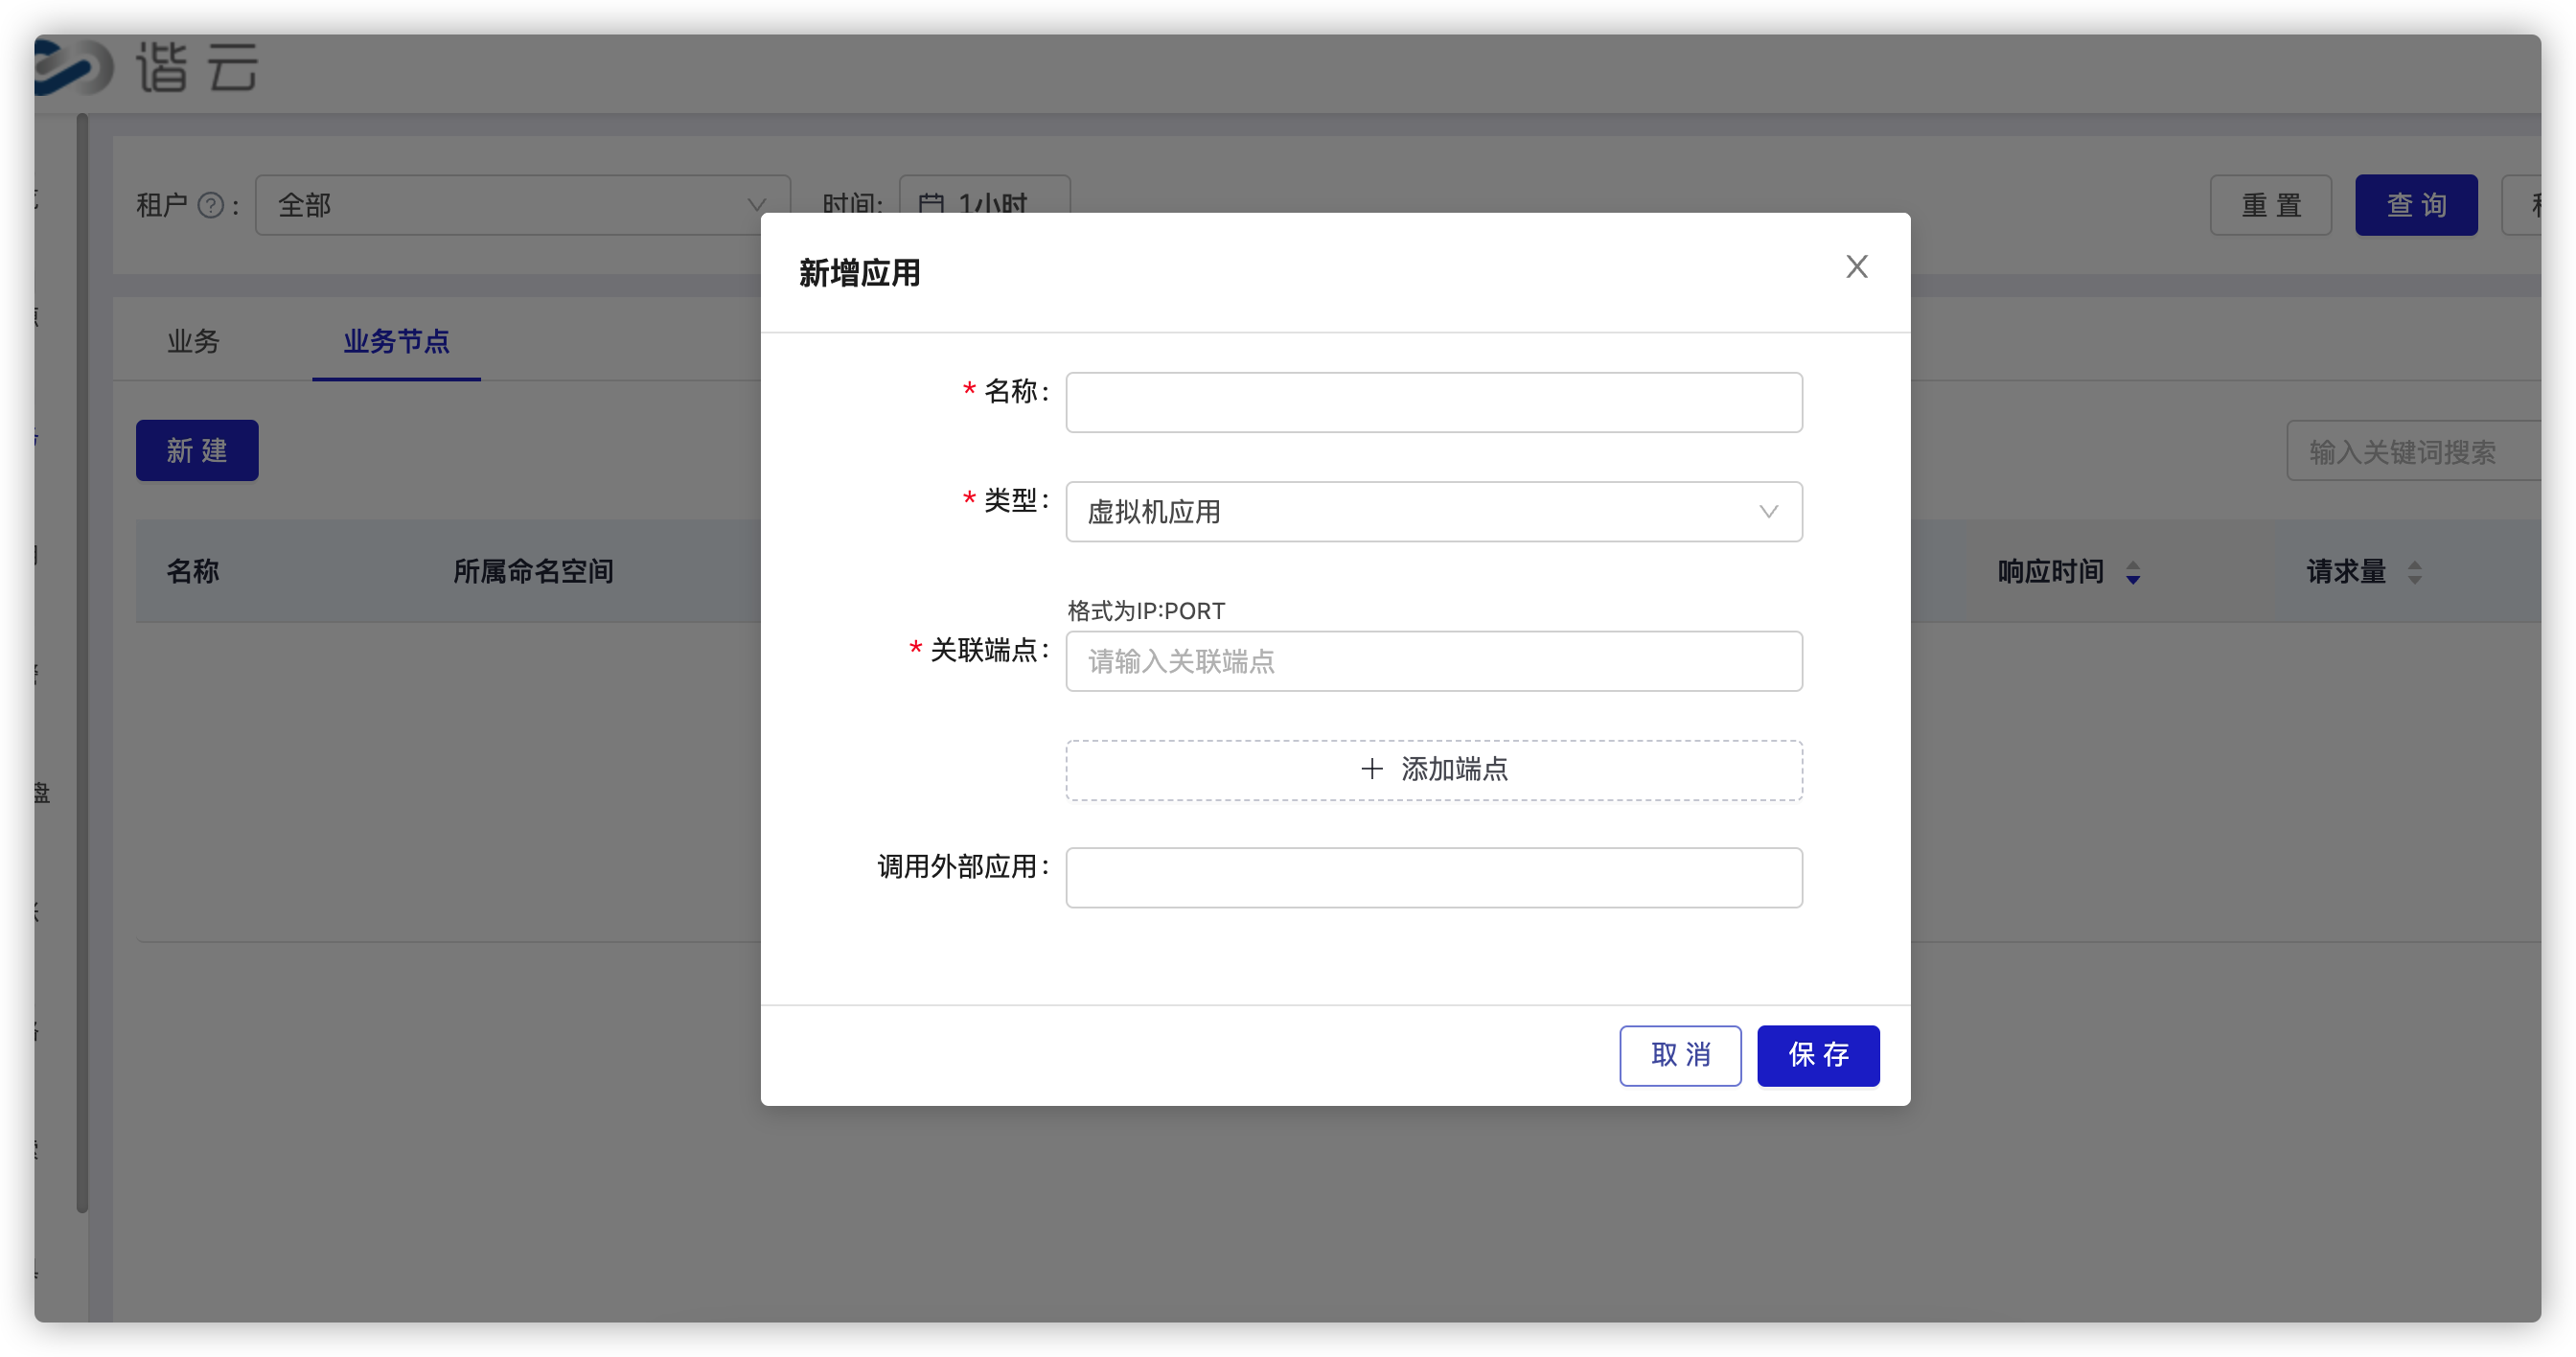 谐云
租户 ? : 全部 时间: 1小时 重 置 查 询
新增应用
业务 业务节点
* 名称:
新 建 输入关键词搜索
* 类型: 虚拟机应用
名称 所属命名空间 响应时间 请求量
格式为IP:PORT
* 关联端点: 请输入关联端点
+ 添加端点
盘
调用外部应用:
取 消 保 存